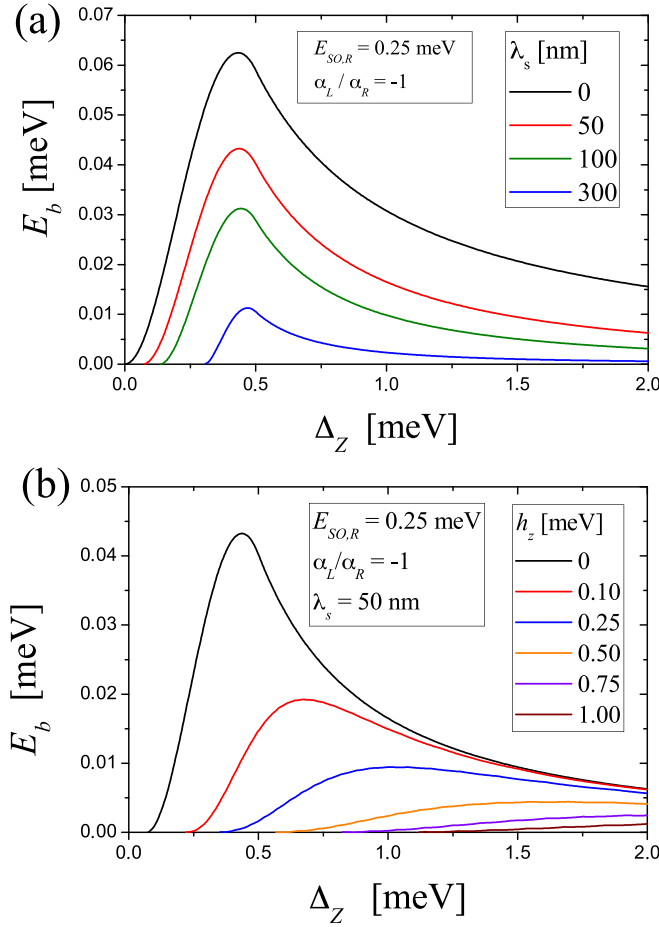 (a)
E_SO,R = 0.25 meV
α_L / α_R = -1
λ_s [nm]
0
50
100
300
0.07
0.06
0.05
0.04
0.03
0.02
0.01
0.00
E_b [meV]
0.0 0.5 1.0 1.5 2.0
Δ_Z [meV]
(b)
E_SO,R = 0.25 meV
α_L/α_R = -1
λ_s = 50 nm
h_z [meV]
0
0.10
0.25
0.50
0.75
1.00
0.05
0.04
0.03
0.02
0.01
0.00
E_b [meV]
0.0 0.5 1.0 1.5 2.0
Δ_Z [meV]